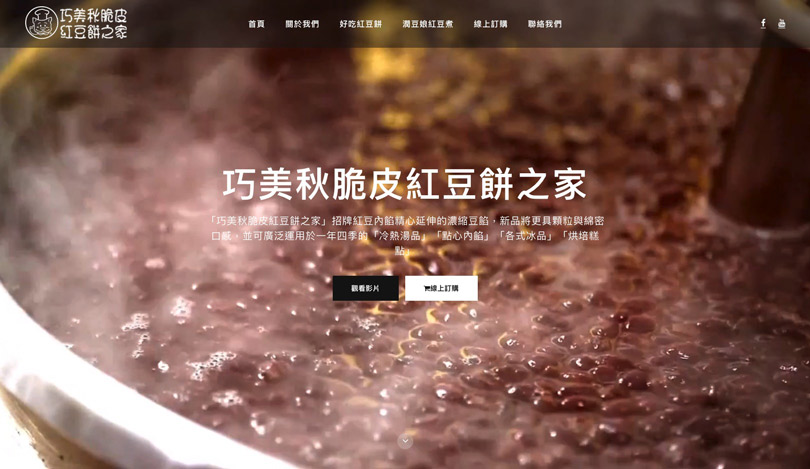 巧美秋脆皮
紅豆餅之家
首頁 關於我們 好吃紅豆餅 潤豆娘紅豆煮 線上訂購 聯絡我們
巧美秋脆皮紅豆餅之家
「巧美秋脆皮紅豆餅之家」招牌紅豆內餡精心延伸的濃縮豆餡，新品將更具顆粒與綿密
口感，並可廣泛運用於一年四季的「冷熱湯品」「點心內餡」「各式冰品」「烘培糕
點」
觀看影片 線上訂購